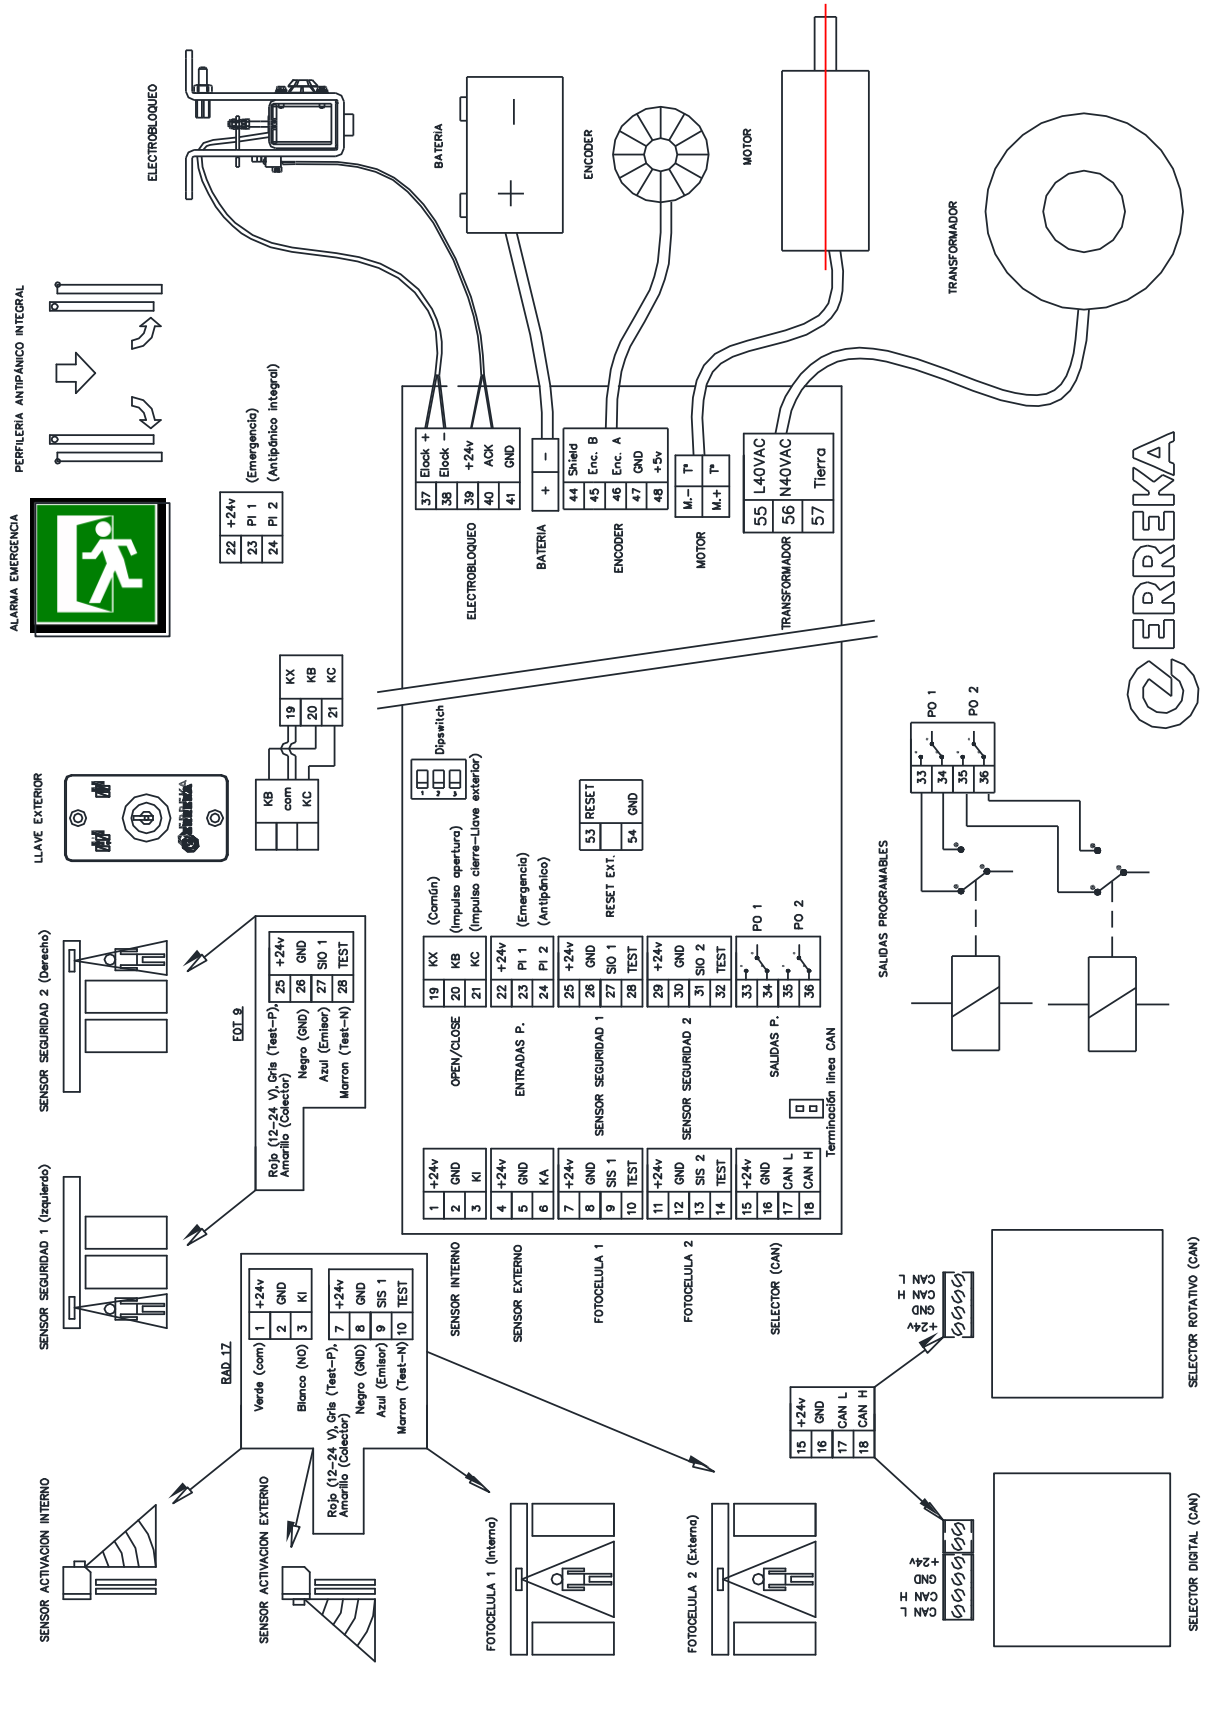 SENSOR ACTIVACION INTERNO
SENSOR ACTIVACION EXTERNO
FOTOCELULA 1 (Interna)
FOTOCELULA 2 (Externa)
SELECTOR DIGITAL (CAN)
CAN L
CAN H
GND
+24v
SELECTOR ROTATIVO (CAN)
+24v
GND
CAN H
CAN L
15 +24v
16 GND
17 CAN L
18 CAN H
RAD 17
Verde (com) 1 +24v
2 GND
Blanco (NO) 3 KI
Rojo (12-24 V), Gris (Test-P), 7 +24v
Amarillo (Colector)
Negro (GND) 8 GND
Azul (Emisor) 9 SIS 1
Marron (Test-N) 10 TEST
SENSOR SEGURIDAD 1 (Izquierdo)
SENSOR SEGURIDAD 2 (Derecho)
FOT 9
Rojo (12-24 V), Gris (Test-P), 25 +24v
Amarillo (Colector)
Negro (GND) 26 GND
Azul (Emisor) 27 SIO 1
Marron (Test-N) 28 TEST
SENSOR INTERNO
1 +24v
2 GND
3 KI
SENSOR EXTERNO
4 +24v
5 GND
6 KA
FOTOCELULA 1
7 +24v
8 GND
9 SIS 1
10 TEST
FOTOCELULA 2
11 +24v
12 GND
13 SIS 2
14 TEST
SELECTOR (CAN)
15 +24v
16 GND
17 CAN L
18 CAN H
Terminación linea CAN
OPEN/CLOSE
19 KX (Común)
20 KB (Impulso apertura)
21 KC (Impulso cierre-Llave exterior)
ENTRADAS P.
22 +24v
23 PI 1 (Emergencia)
24 PI 2 (Antipánico)
SENSOR SEGURIDAD 1
25 +24v
26 GND
27 SIO 1
28 TEST
SENSOR SEGURIDAD 2
29 +24v
30 GND
31 SIO 2
32 TEST
SALIDAS P.
33
34 PO 1
35
36 PO 2
Dipswitch
1 2 3
RESET EXT.
53 RESET
54 GND
LLAVE EXTERIOR
ERREKA
KB
com
KC
19 KX
20 KB
21 KC
SALIDAS PROGRAMABLES
33
34 PO 1
35
36 PO 2
ALARMA EMERGENCIA
22 +24v
23 PI 1 (Emergencia)
24 PI 2 (Antipánico integral)
PERFILERÍA ANTIPÁNICO INTEGRAL
ELECTROBLOQUEO
37 Elock +
38 Elock -
39 +24v
40 ACK
41 GND
BATERIA
+ -
ENCODER
44 Shield
45 Enc. B
46 Enc. A
47 GND
48 +5v
MOTOR
M.- Tª
M.+ Tª
TRANSFORMADOR
55 L40VAC
56 N40VAC
57 Tierra
ELECTROBLOQUEO
BATERÍA
+ -
ENCODER
MOTOR
TRANSFORMADOR
ERREKA